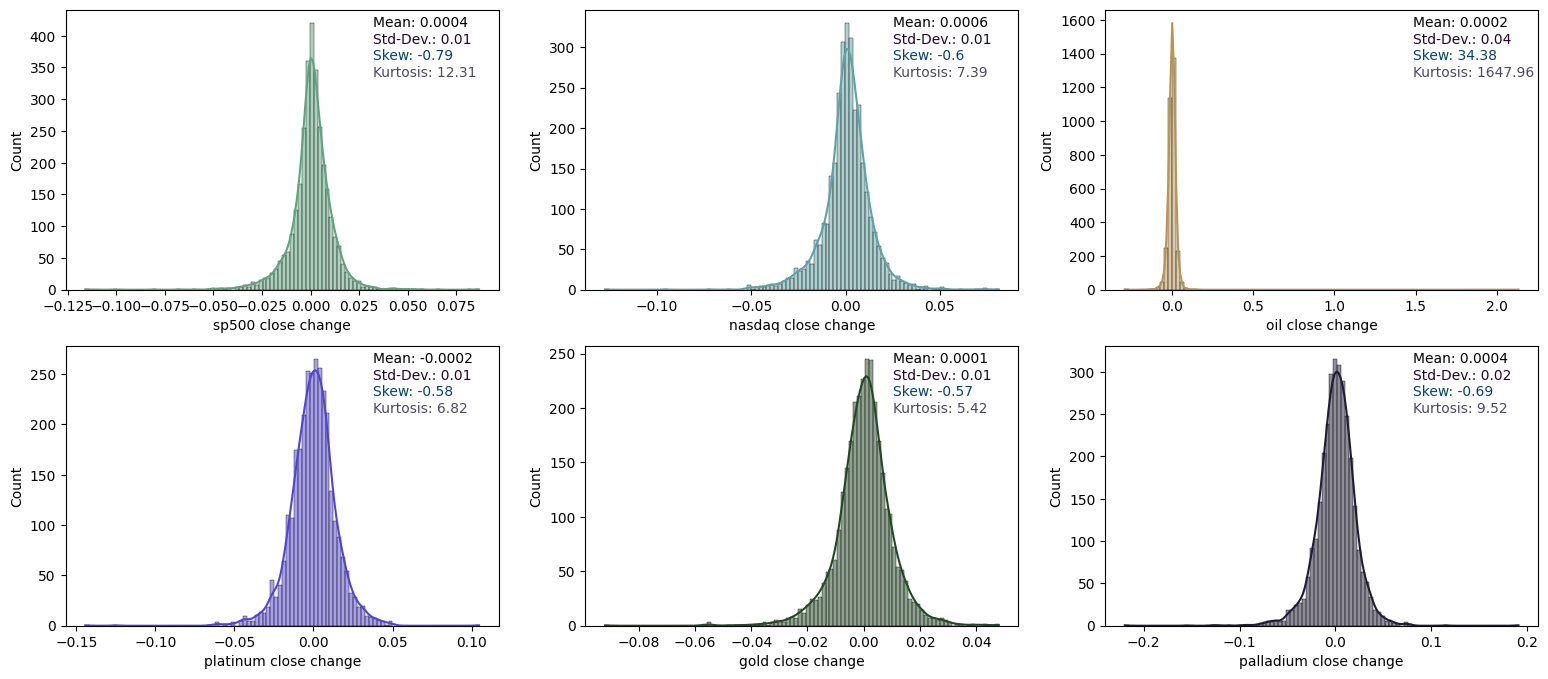 Mean: 0.0004
Std-Dev.: 0.01
Skew: -0.79
Kurtosis: 12.31
400
350
300
250
200
150
100
50
0
Count
−0.125 −0.100 −0.075 −0.050 −0.025 0.000 0.025 0.050 0.075
sp500 close change
Mean: 0.0006
Std-Dev.: 0.01
Skew: -0.6
Kurtosis: 7.39
300
250
200
150
100
50
0
Count
−0.10 −0.05 0.00 0.05
nasdaq close change
Mean: 0.0002
Std-Dev.: 0.04
Skew: 34.38
Kurtosis: 1647.96
1600
1400
1200
1000
800
600
400
200
0
Count
0.0 0.5 1.0 1.5 2.0
oil close change
Mean: -0.0002
Std-Dev.: 0.01
Skew: -0.58
Kurtosis: 6.82
250
200
150
100
50
0
Count
−0.15 −0.10 −0.05 0.00 0.05 0.10
platinum close change
Mean: 0.0001
Std-Dev.: 0.01
Skew: -0.57
Kurtosis: 5.42
250
200
150
100
50
0
Count
−0.08 −0.06 −0.04 −0.02 0.00 0.02 0.04
gold close change
Mean: 0.0004
Std-Dev.: 0.02
Skew: -0.69
Kurtosis: 9.52
300
250
200
150
100
50
0
Count
−0.2 −0.1 0.0 0.1 0.2
palladium close change